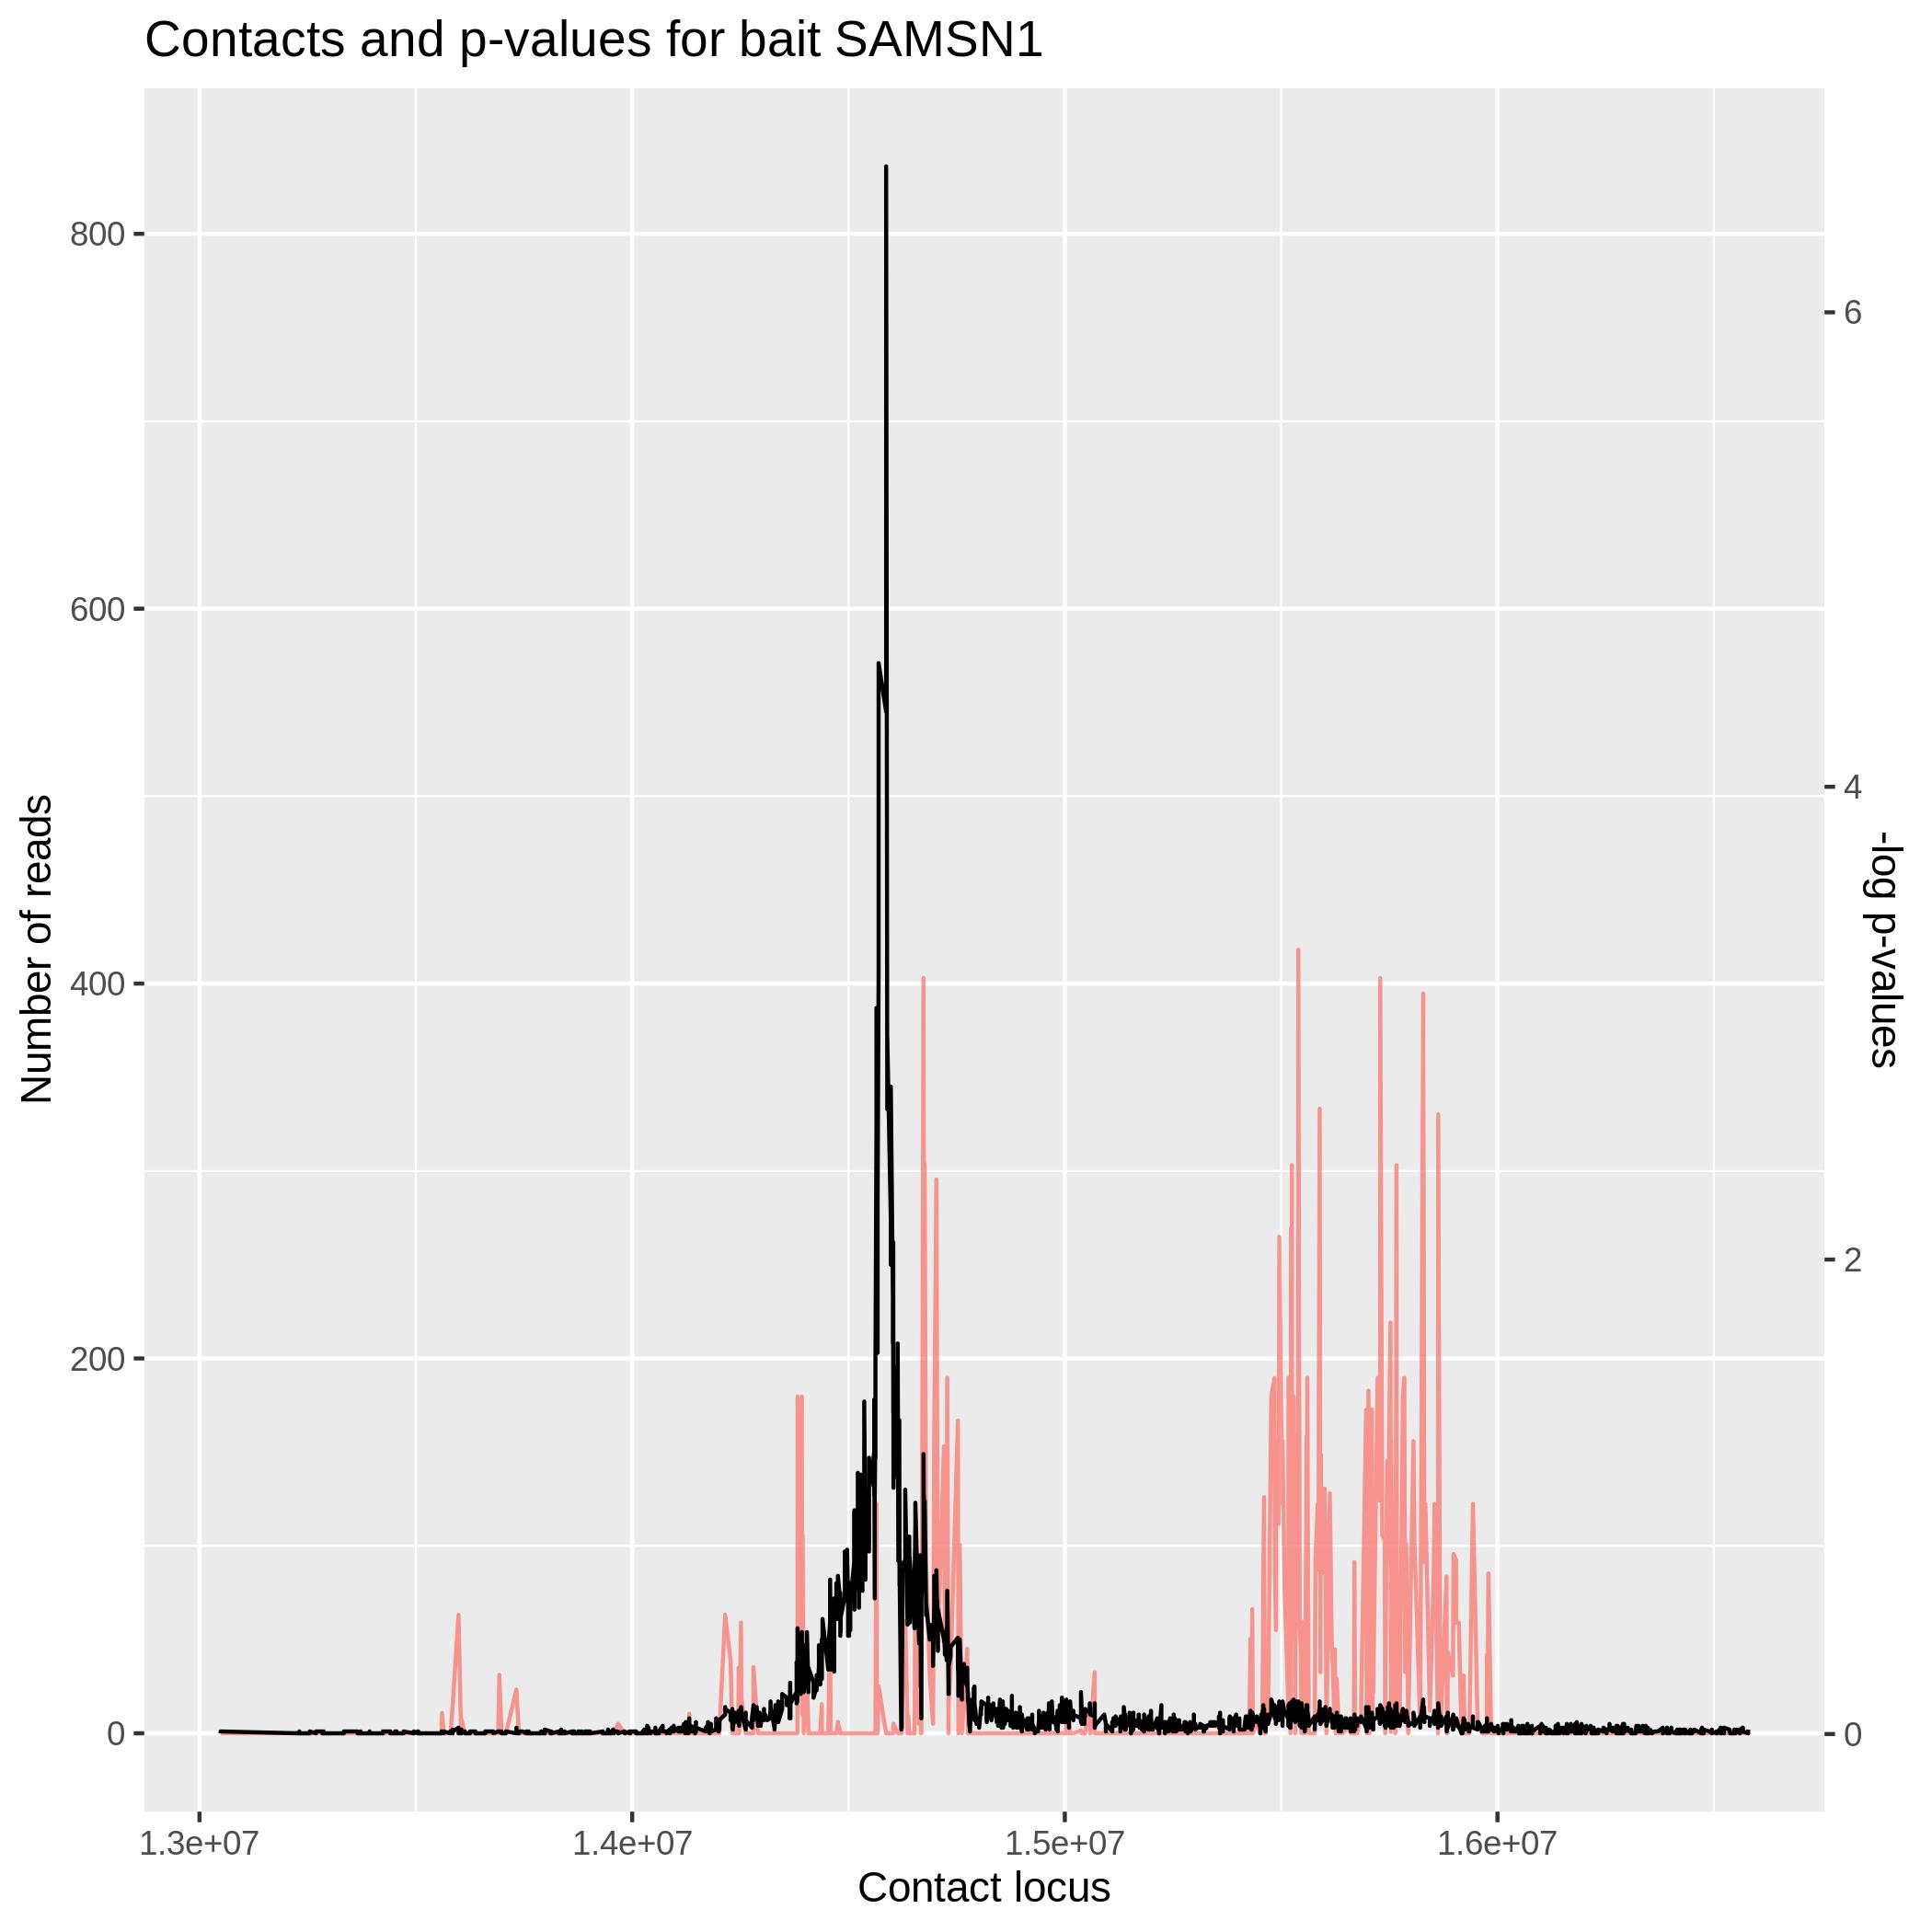 Contacts and p-values for bait SAMSN1
800
600
400
200
0
Number of reads
6
4
2
0
-log p-values
1.3e+07
1.4e+07
1.5e+07
1.6e+07
Contact locus